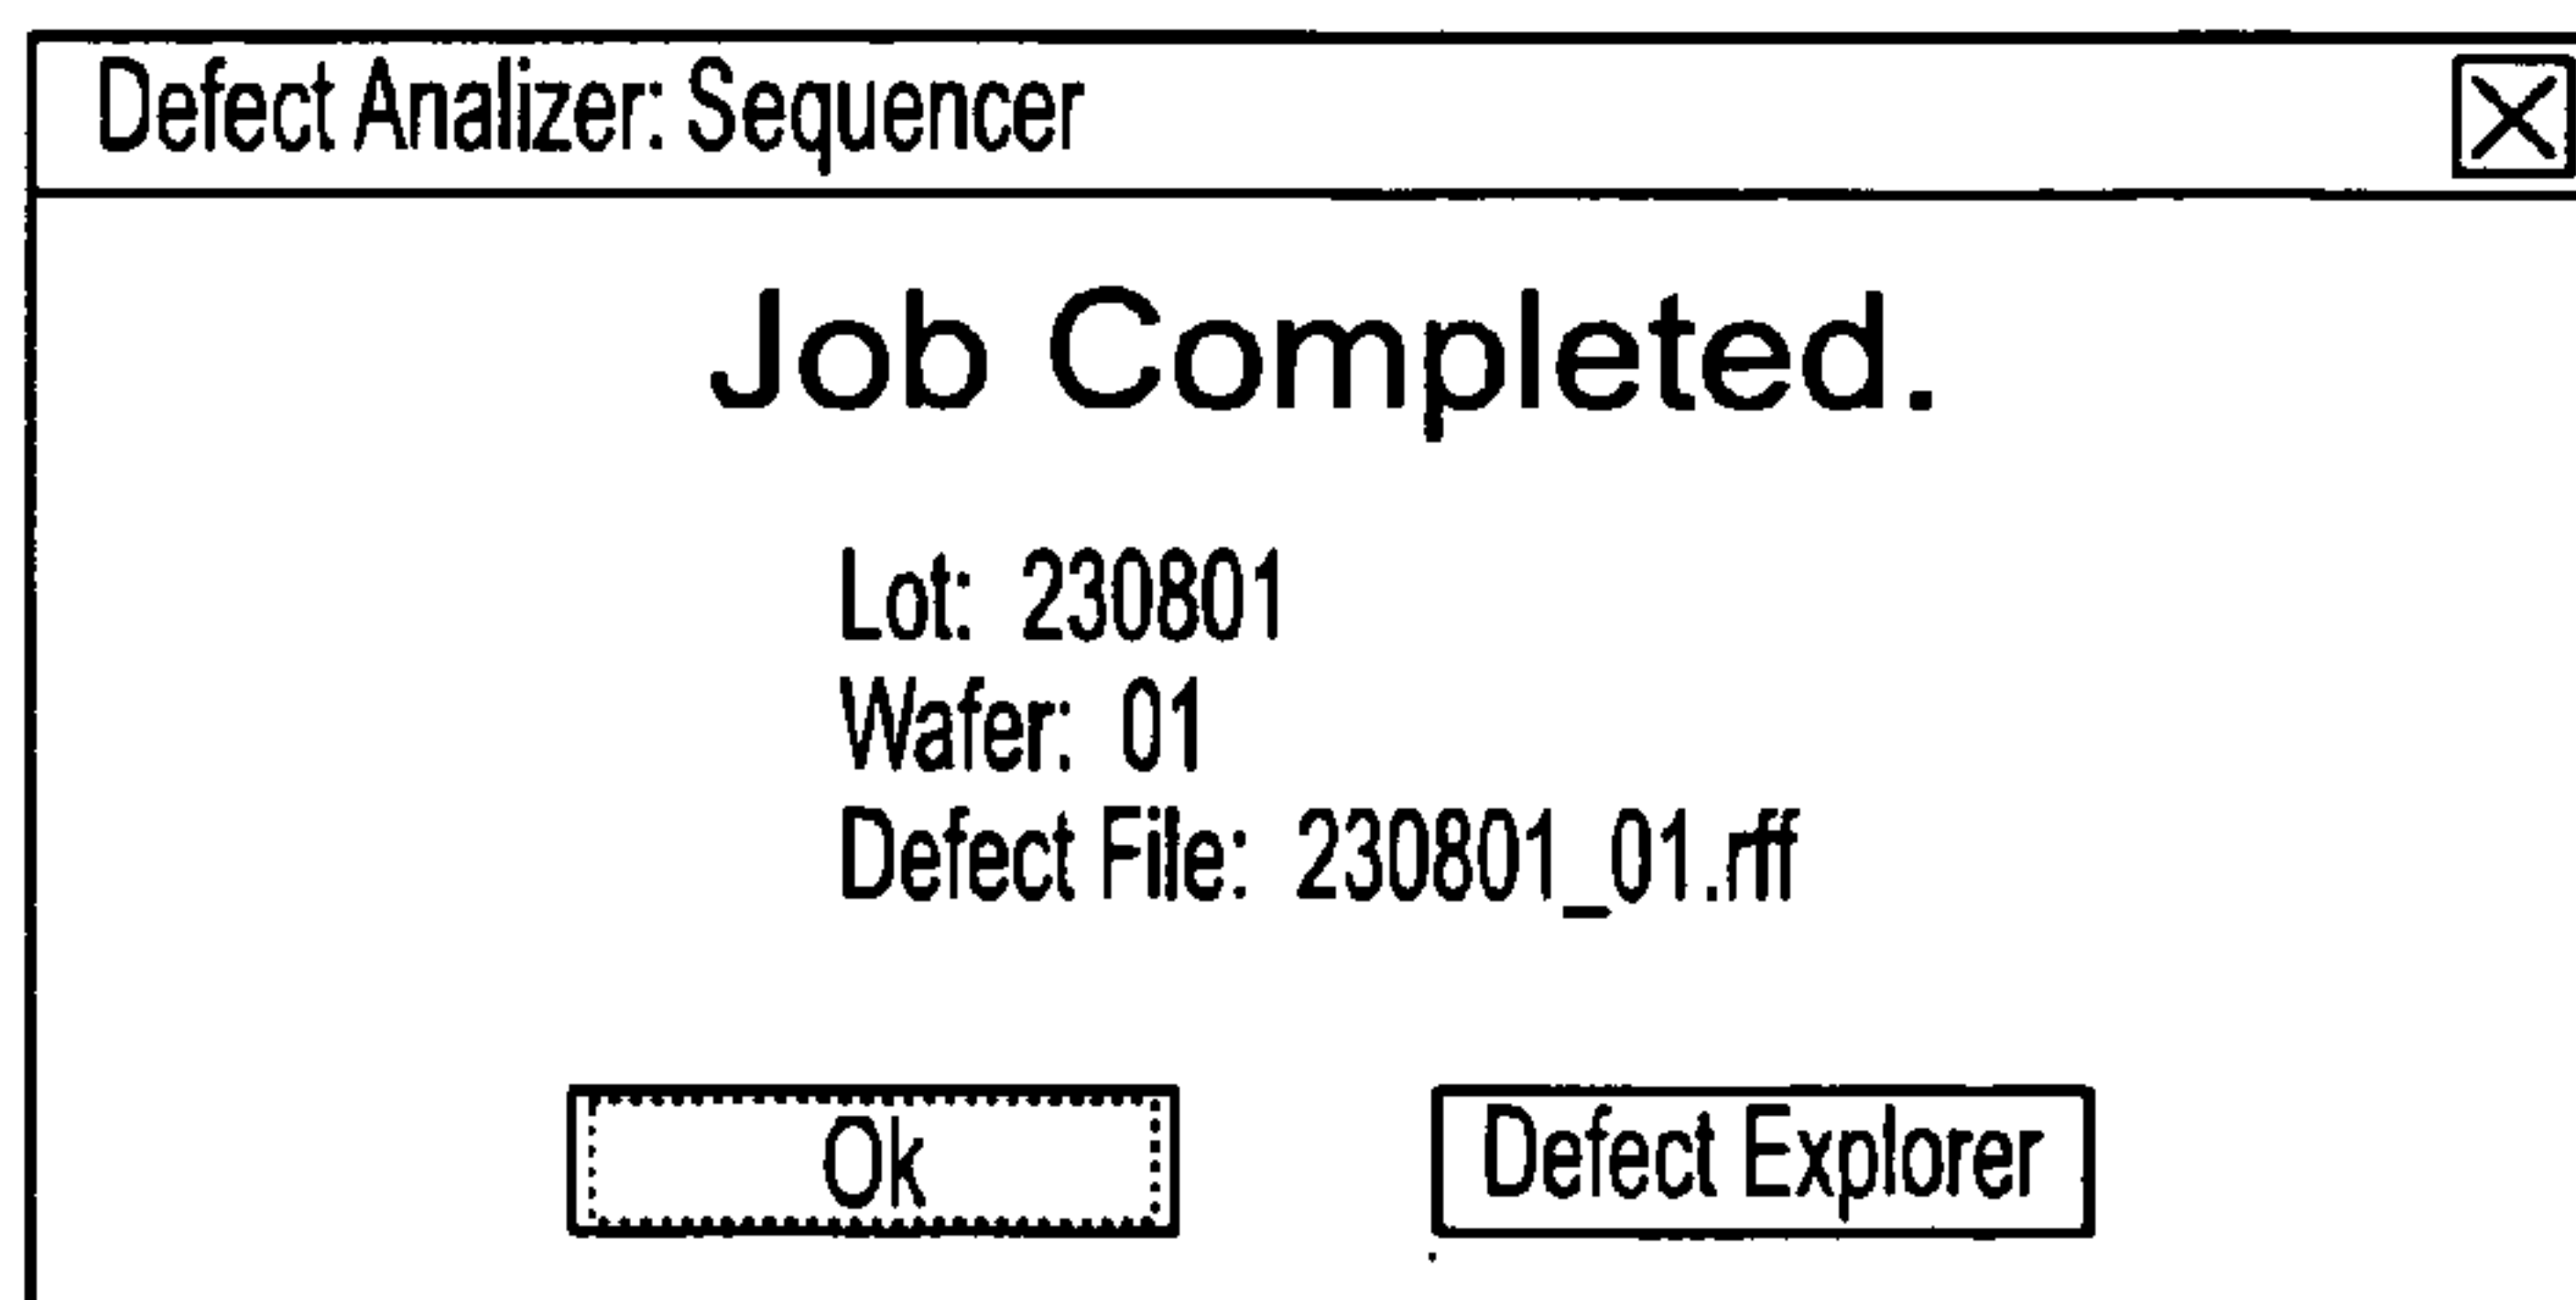 Defect Analizer: Sequencer
Job Completed.
Lot: 230801
Wafer: 01
Defect File: 230801_01.rff
Ok
Defect Explorer